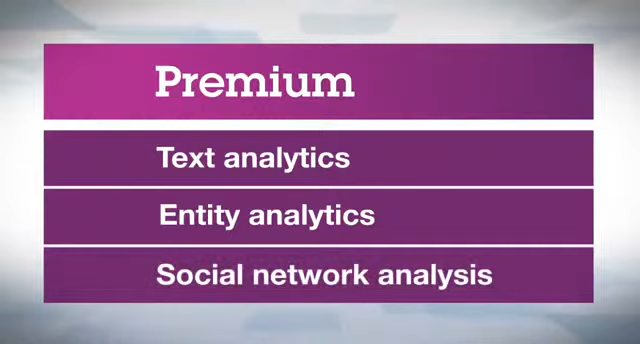 Premium
Text analytics
Entity analytics
Social network analysis